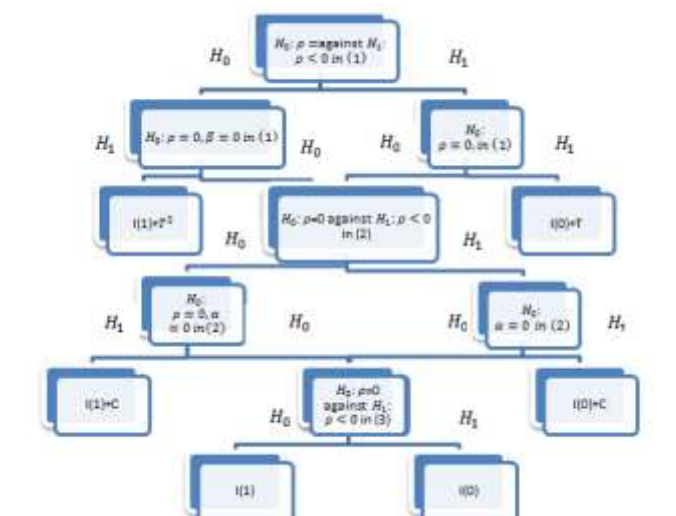 H₀: ρ =against H₁:
ρ < 0 in (1)
H₀
H₁
H₀: ρ = 0, β = 0 in (1)
H₀:
ρ = 0, in (1)
H₁
H₀
H₀
H₁
I(1)+T
H₀: ρ=0 against H₁: ρ < 0
in (2)
I(0)+T
H₀
H₁
H₀:
ρ = 0, α
= 0 in (2)
H₀:
α = 0 in (2)
H₁
H₀
H₀
H₁
I(1)+C
H₀: ρ=0
against H₁:
ρ < 0 in (3)
I(0)+C
H₀
H₁
I(1)
I(0)